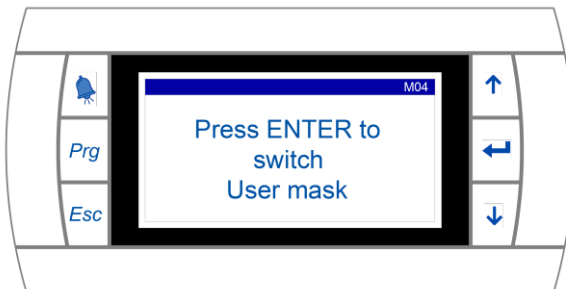 M04
Prg
Esc
Press ENTER to
switch
User mask